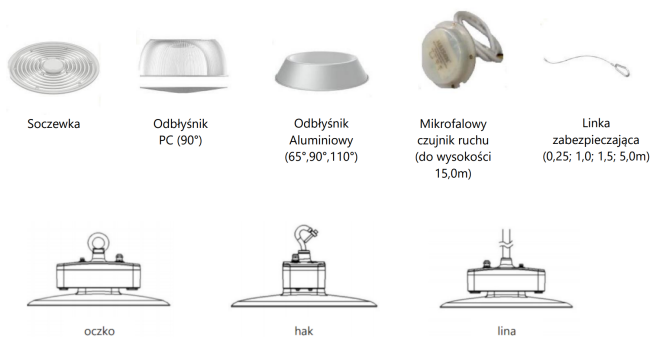 Soczewka
Odbłyśnik
PC (90°)
Odbłyśnik
Aluminiowy
(65°,90°,110°)
Mikrofalowy
czujnik ruchu
(do wysokości
15,0m)
Linka
zabezpieczająca
(0,25; 1,0; 1,5; 5,0m)
oczko
hak
lina